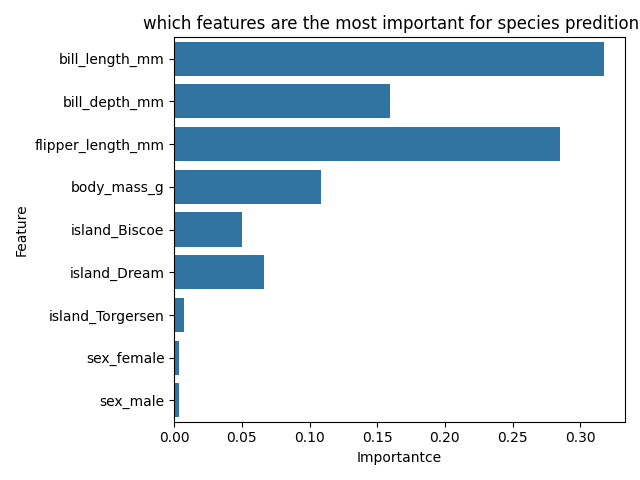 which features are the most important for species predition
bill_length_mm
bill_depth_mm
flipper_length_mm
body_mass_g
island_Biscoe
island_Dream
island_Torgersen
sex_female
sex_male
Feature
0.00 0.05 0.10 0.15 0.20 0.25 0.30
Importantce